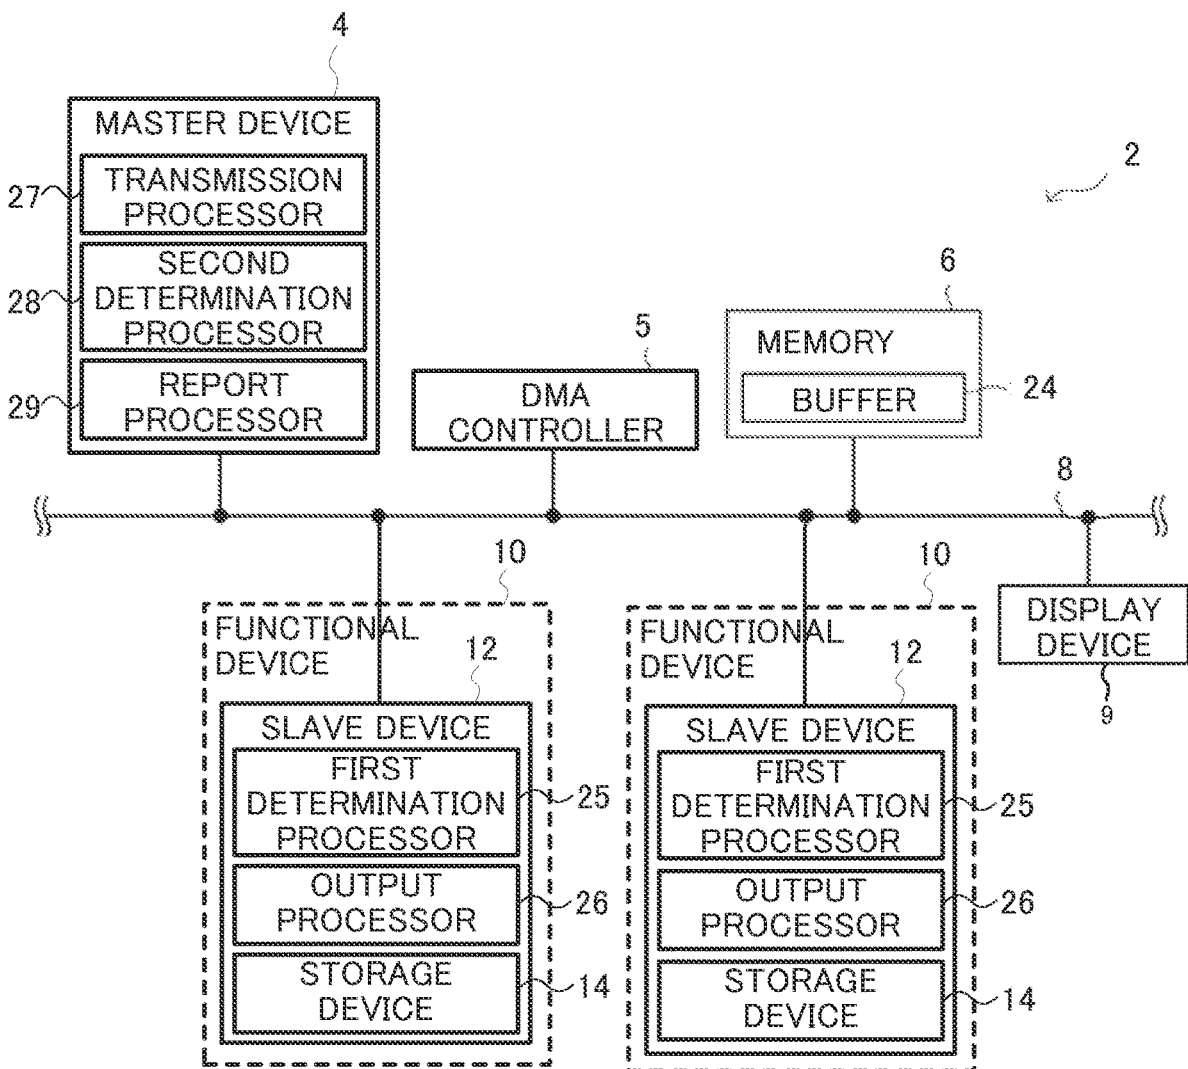 4
MASTER DEVICE
27
TRANSMISSION
PROCESSOR
28
SECOND
DETERMINATION
PROCESSOR
29
REPORT
PROCESSOR
2
5
DMA
CONTROLLER
6
MEMORY
BUFFER
24
8
10
FUNCTIONAL
DEVICE
12
SLAVE DEVICE
FIRST
DETERMINATION
PROCESSOR
25
OUTPUT
PROCESSOR
26
STORAGE
DEVICE
14
10
FUNCTIONAL
DEVICE
12
SLAVE DEVICE
FIRST
DETERMINATION
PROCESSOR
25
OUTPUT
PROCESSOR
26
STORAGE
DEVICE
14
DISPLAY
DEVICE
9